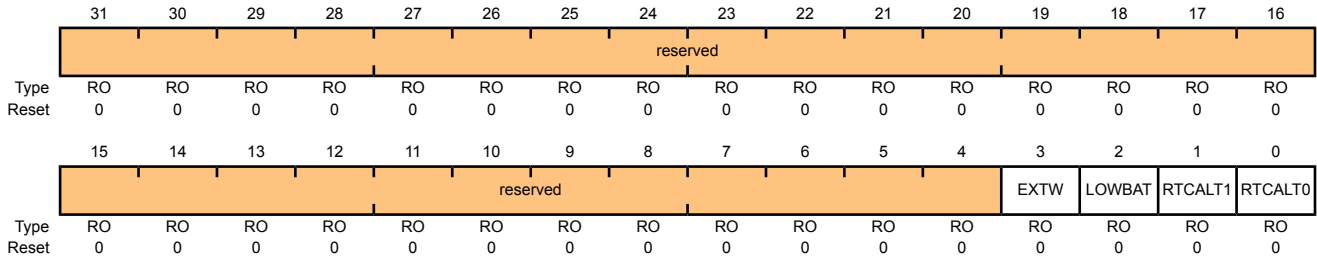 31 30 29 28 27 26 25 24 23 22 21 20 19 18 17 16
reserved
Type RO RO RO RO RO RO RO RO RO RO RO RO RO RO RO RO
Reset 0 0 0 0 0 0 0 0 0 0 0 0 0 0 0 0
15 14 13 12 11 10 9 8 7 6 5 4 3 2 1 0
reserved EXTW LOWBAT RTCALT1 RTCALT0
Type RO RO RO RO RO RO RO RO RO RO RO RO RO RO RO RO
Reset 0 0 0 0 0 0 0 0 0 0 0 0 0 0 0 0